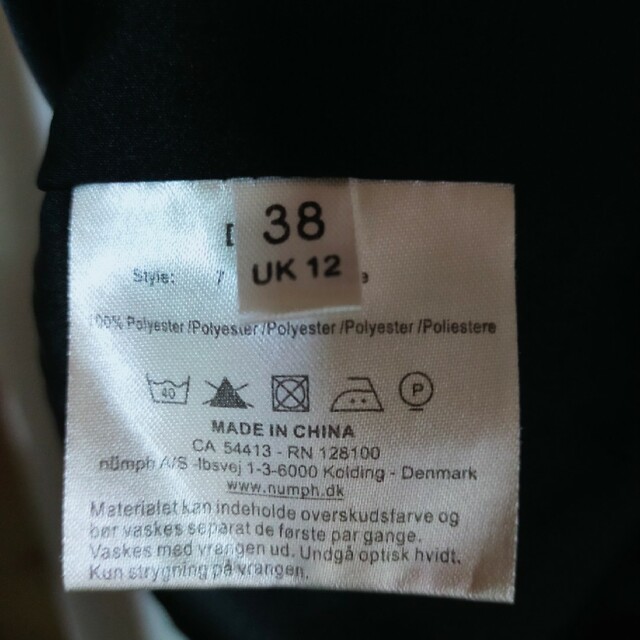 38
UK 12
Style: 7
100% Polyester /Polyester /Polyester /Polyester /Poliestere
40 P
MADE IN CHINA
CA 54413 - RN 128100
nümph A/S -Ibsvej 1-3-6000 Kolding - Denmark
www.numph.dk
Materialet kan indeholde overskudsfarve og
bør vaskes separat de første par gange.
Vaskes med vrangen ud. Undgå optisk hvidt.
Kun strygning på vrangen.